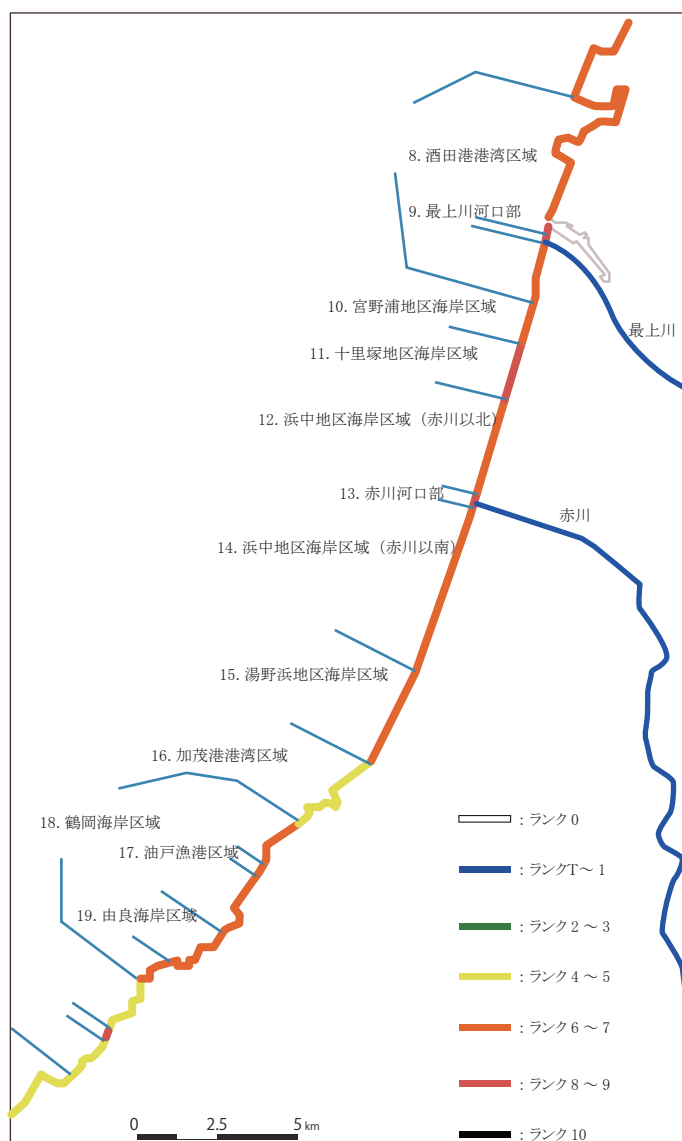 8. 酒田港港湾区域
9. 最上川河口部
10. 宮野浦地区海岸区域
最上川
11. 十里塚地区海岸区域
12. 浜中地区海岸区域（赤川以北）
13. 赤川河口部
赤川
14. 浜中地区海岸区域（赤川以南）
15. 湯野浜地区海岸区域
16. 加茂港港湾区域
18. 鶴岡海岸区域
17. 油戸漁港区域
19. 由良海岸区域
：ランク 0
：ランクT～ 1
：ランク 2 ～ 3
：ランク 4 ～ 5
：ランク 6 ～ 7
：ランク 8 ～ 9
：ランク 10
0 2.5 5 km